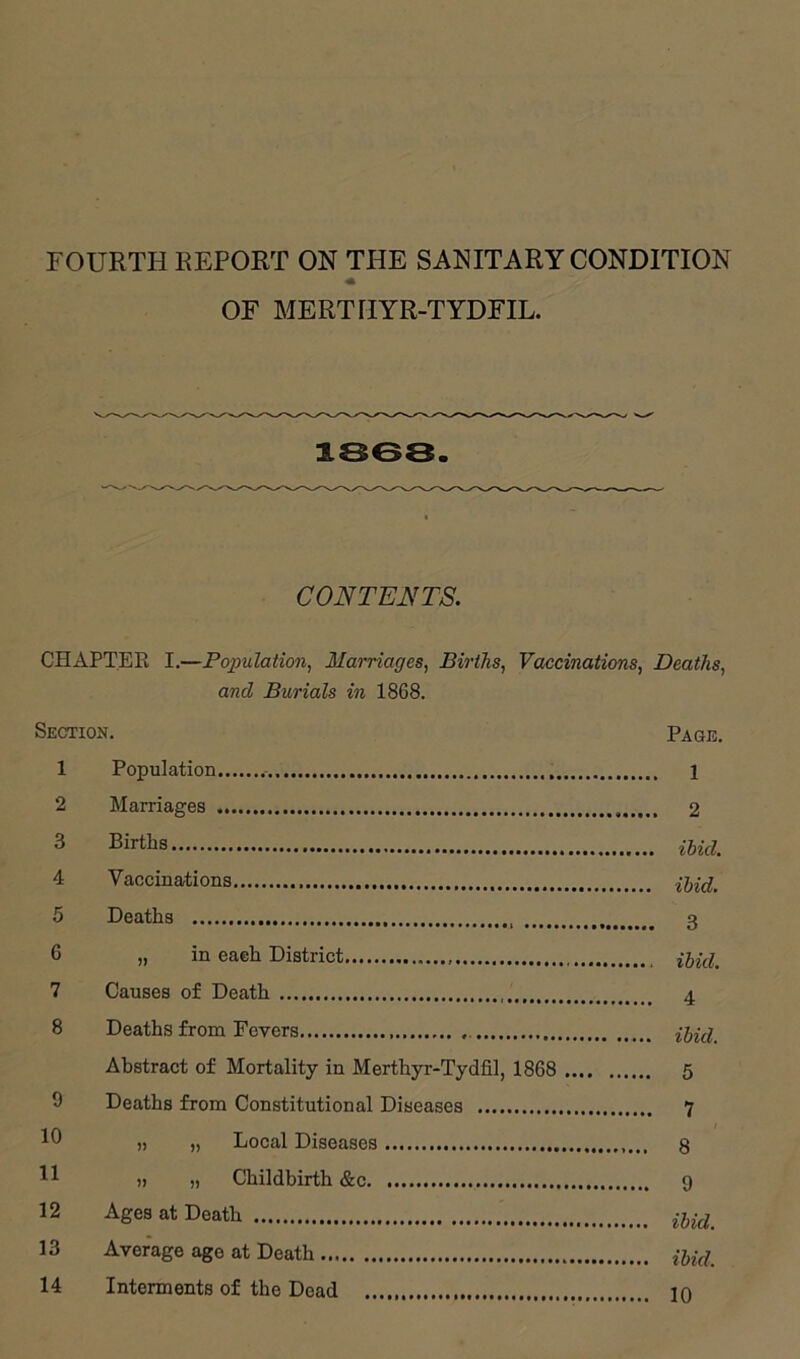 FOURTH REPORT ON THE SANITARY CONDITION
OF MERTHYR-TYDFIL.
1868.
CONTENTS.
CHAPTER I.—Population, Marriages, Births, Vaccinations, Deaths,
and Burials in 1868.
Section. Page.
1 Population.................................................................. 1
2 Marriages .................................................................. 2
3 Births.................................................................. ibid.
4 Vaccinations.................................................................. ibid.
5 Deaths .................................................................. 3
6 „ in each District.................................................................. ibid.
7 Causes of Death .................................................................. 4
8 Deaths from Fevers.................................................................. ibid.
Abstract of Mortality in Merthyr-Tydfil, 1868 .... ...... 5
9 Deaths from Constitutional Diseases .......................... 7
10 „ „ Local Diseases ........................................ 8
11 „ „ Childbirth &c. ........................................ 9
12 Ages at Death .................................................................. ibid.
13 Average age at Death .................................................................. ibid.
14 Interments of the Dead ........................................ 10